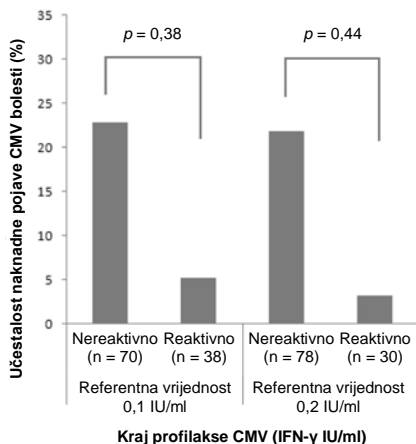 p = 0,38
p = 0,44
Učestalost naknadne pojave CMV bolesti (%)
35
30
25
20
15
10
5
0
Nereaktivno Reaktivno Nereaktivno Reaktivno
(n = 70) (n = 38) (n = 78) (n = 30)
Referentna vrijednost Referentna vrijednost
0,1 IU/ml 0,2 IU/ml
Kraj profilakse CMV (IFN-γ IU/ml)